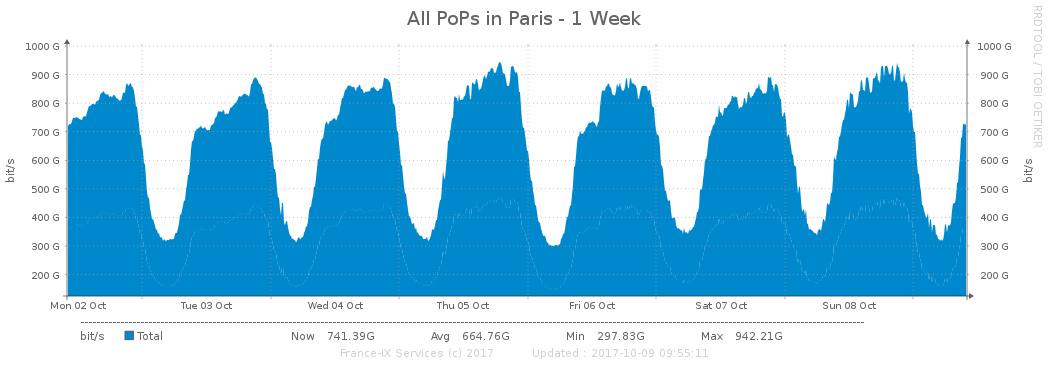 All PoPs in Paris - 1 Week
RRDTOOL / TOBI OETIKER
bit/s
1000 G 1000 G
900 G 900 G
800 G 800 G
700 G 700 G
600 G 600 G
500 G 500 G
400 G 400 G
300 G 300 G
200 G 200 G
bit/s
Mon 02 Oct Tue 03 Oct Wed 04 Oct Thu 05 Oct Fri 06 Oct Sat 07 Oct Sun 08 Oct
bit/s Total Now 741.39G Avg 664.76G Min 297.83G Max 942.21G
France-IX Services (c) 2017 Updated : 2017-10-09 09:55:11